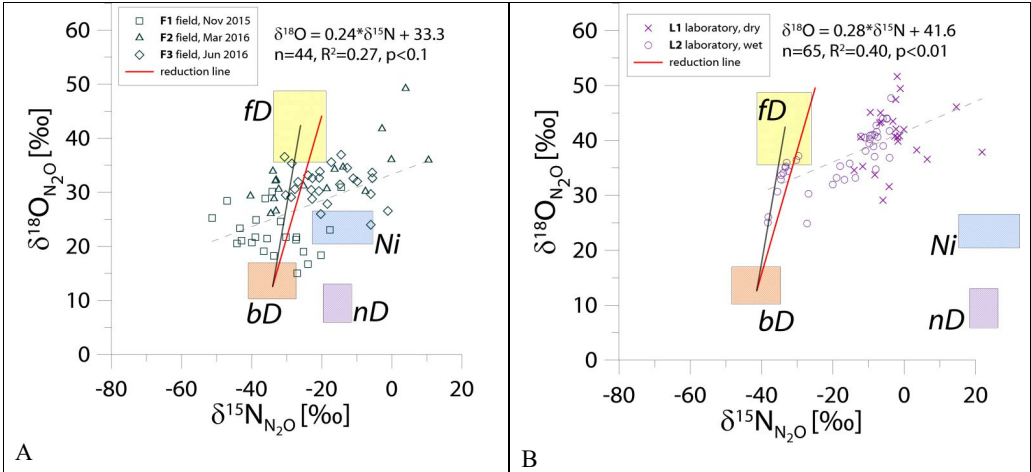 F1 field, Nov 2015
F2 field, Mar 2016
F3 field, Jun 2016
reduction line
δ¹⁸O = 0.24*δ¹⁵N + 33.3
n=44, R²=0.27, p<0.1
60
50
40
30
20
10
0
δ¹⁸O_N₂O [‰]
fD
Ni
bD
nD
-80 -60 -40 -20 0 20
δ¹⁵N_N₂O [‰]
A
L1 laboratory, dry
L2 laboratory, wet
reduction line
δ¹⁸O = 0.28*δ¹⁵N + 41.6
n=65, R²=0.40, p<0.01
60
50
40
30
20
10
0
δ¹⁸O_N₂O [‰]
fD
Ni
bD
nD
-80 -60 -40 -20 0 20
δ¹⁵N_N₂O [‰]
B